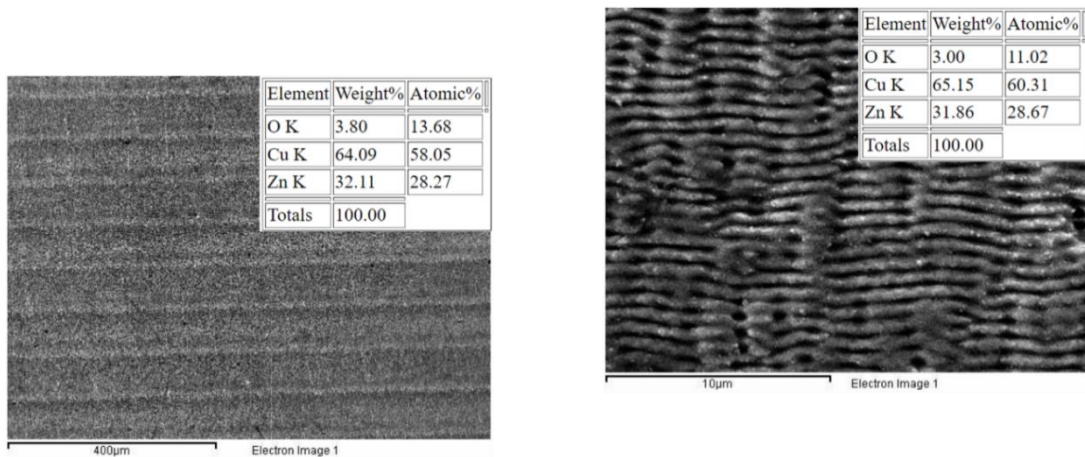 Element Weight% Atomic%
O K 3.80 13.68
Cu K 64.09 58.05
Zn K 32.11 28.27
Totals 100.00
400µm Electron Image 1
Element Weight% Atomic%
O K 3.00 11.02
Cu K 65.15 60.31
Zn K 31.86 28.67
Totals 100.00
10µm Electron Image 1